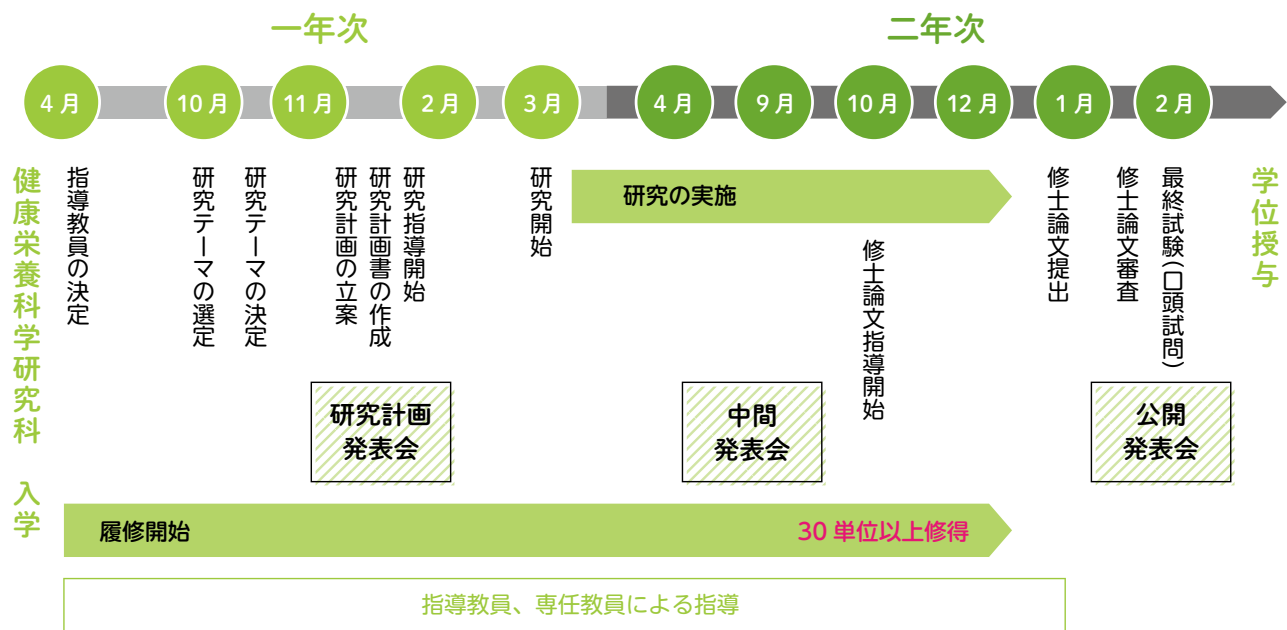 一年次
二年次
4月
10月
11月
2月
3月
4月
9月
10月
12月
1月
2月
健康栄養科学研究科 入学
指導教員の決定
研究テーマの選定
研究テーマの決定
研究計画の立案
研究計画書の作成
研究指導開始
研究開始
研究の実施
修士論文指導開始
修士論文提出
修士論文審査
最終試験(口頭試問)
学位授与
研究計画
発表会
中間
発表会
公開
発表会
履修開始
30単位以上修得
指導教員、専任教員による指導